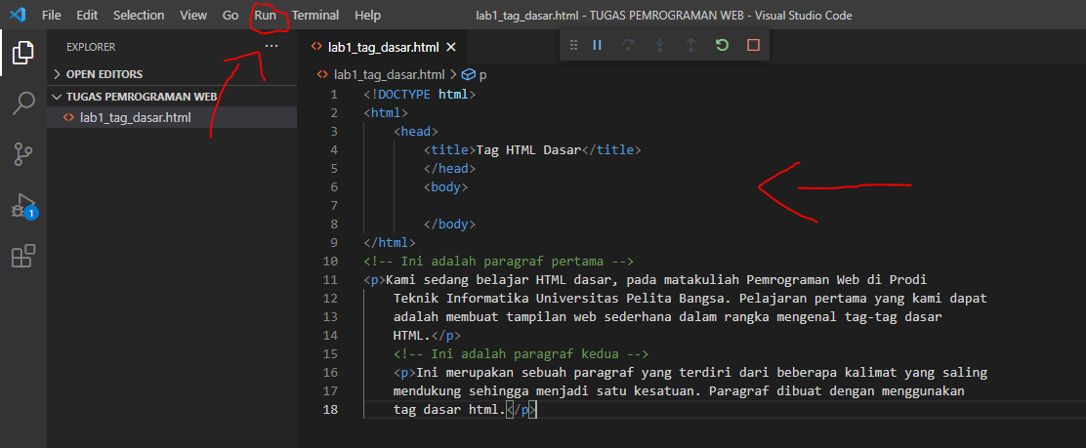 File Edit Selection View Go Run Terminal Help lab1_tag_dasar.html - TUGAS PEMROGRAMAN WEB - Visual Studio Code
EXPLORER ...
OPEN EDITORS
TUGAS PEMROGRAMAN WEB
<> lab1_tag_dasar.html
1
<> lab1_tag_dasar.html ×
<> lab1_tag_dasar.html > p
1 <!DOCTYPE html>
2 <html>
3 <head>
4 <title>Tag HTML Dasar</title>
5 </head>
6 <body>
7
8 </body>
9 </html>
10 <!-- Ini adalah paragraf pertama -->
11 <p>Kami sedang belajar HTML dasar, pada matakuliah Pemrograman Web di Prodi
12 Teknik Informatika Universitas Pelita Bangsa. Pelajaran pertama yang kami dapat
13 adalah membuat tampilan web sederhana dalam rangka mengenal tag-tag dasar
14 HTML.</p>
15 <!-- Ini adalah paragraf kedua -->
16 <p>Ini merupakan sebuah paragraf yang terdiri dari beberapa kalimat yang saling
17 mendukung sehingga menjadi satu kesatuan. Paragraf dibuat dengan menggunakan
18 tag dasar html.</p>